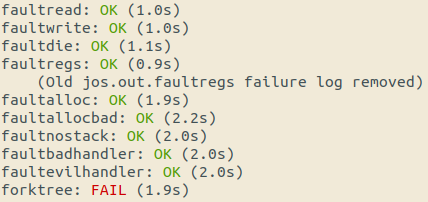 faultread: OK (1.0s)
faultwrite: OK (1.0s)
faultdie: OK (1.1s)
faultregs: OK (0.9s)
    (Old jos.out.faultregs failure log removed)
faultalloc: OK (1.9s)
faultallocbad: OK (2.2s)
faultnostack: OK (2.0s)
faultbadhandler: OK (2.0s)
faultevilhandler: OK (2.0s)
forktree: FAIL (1.9s)